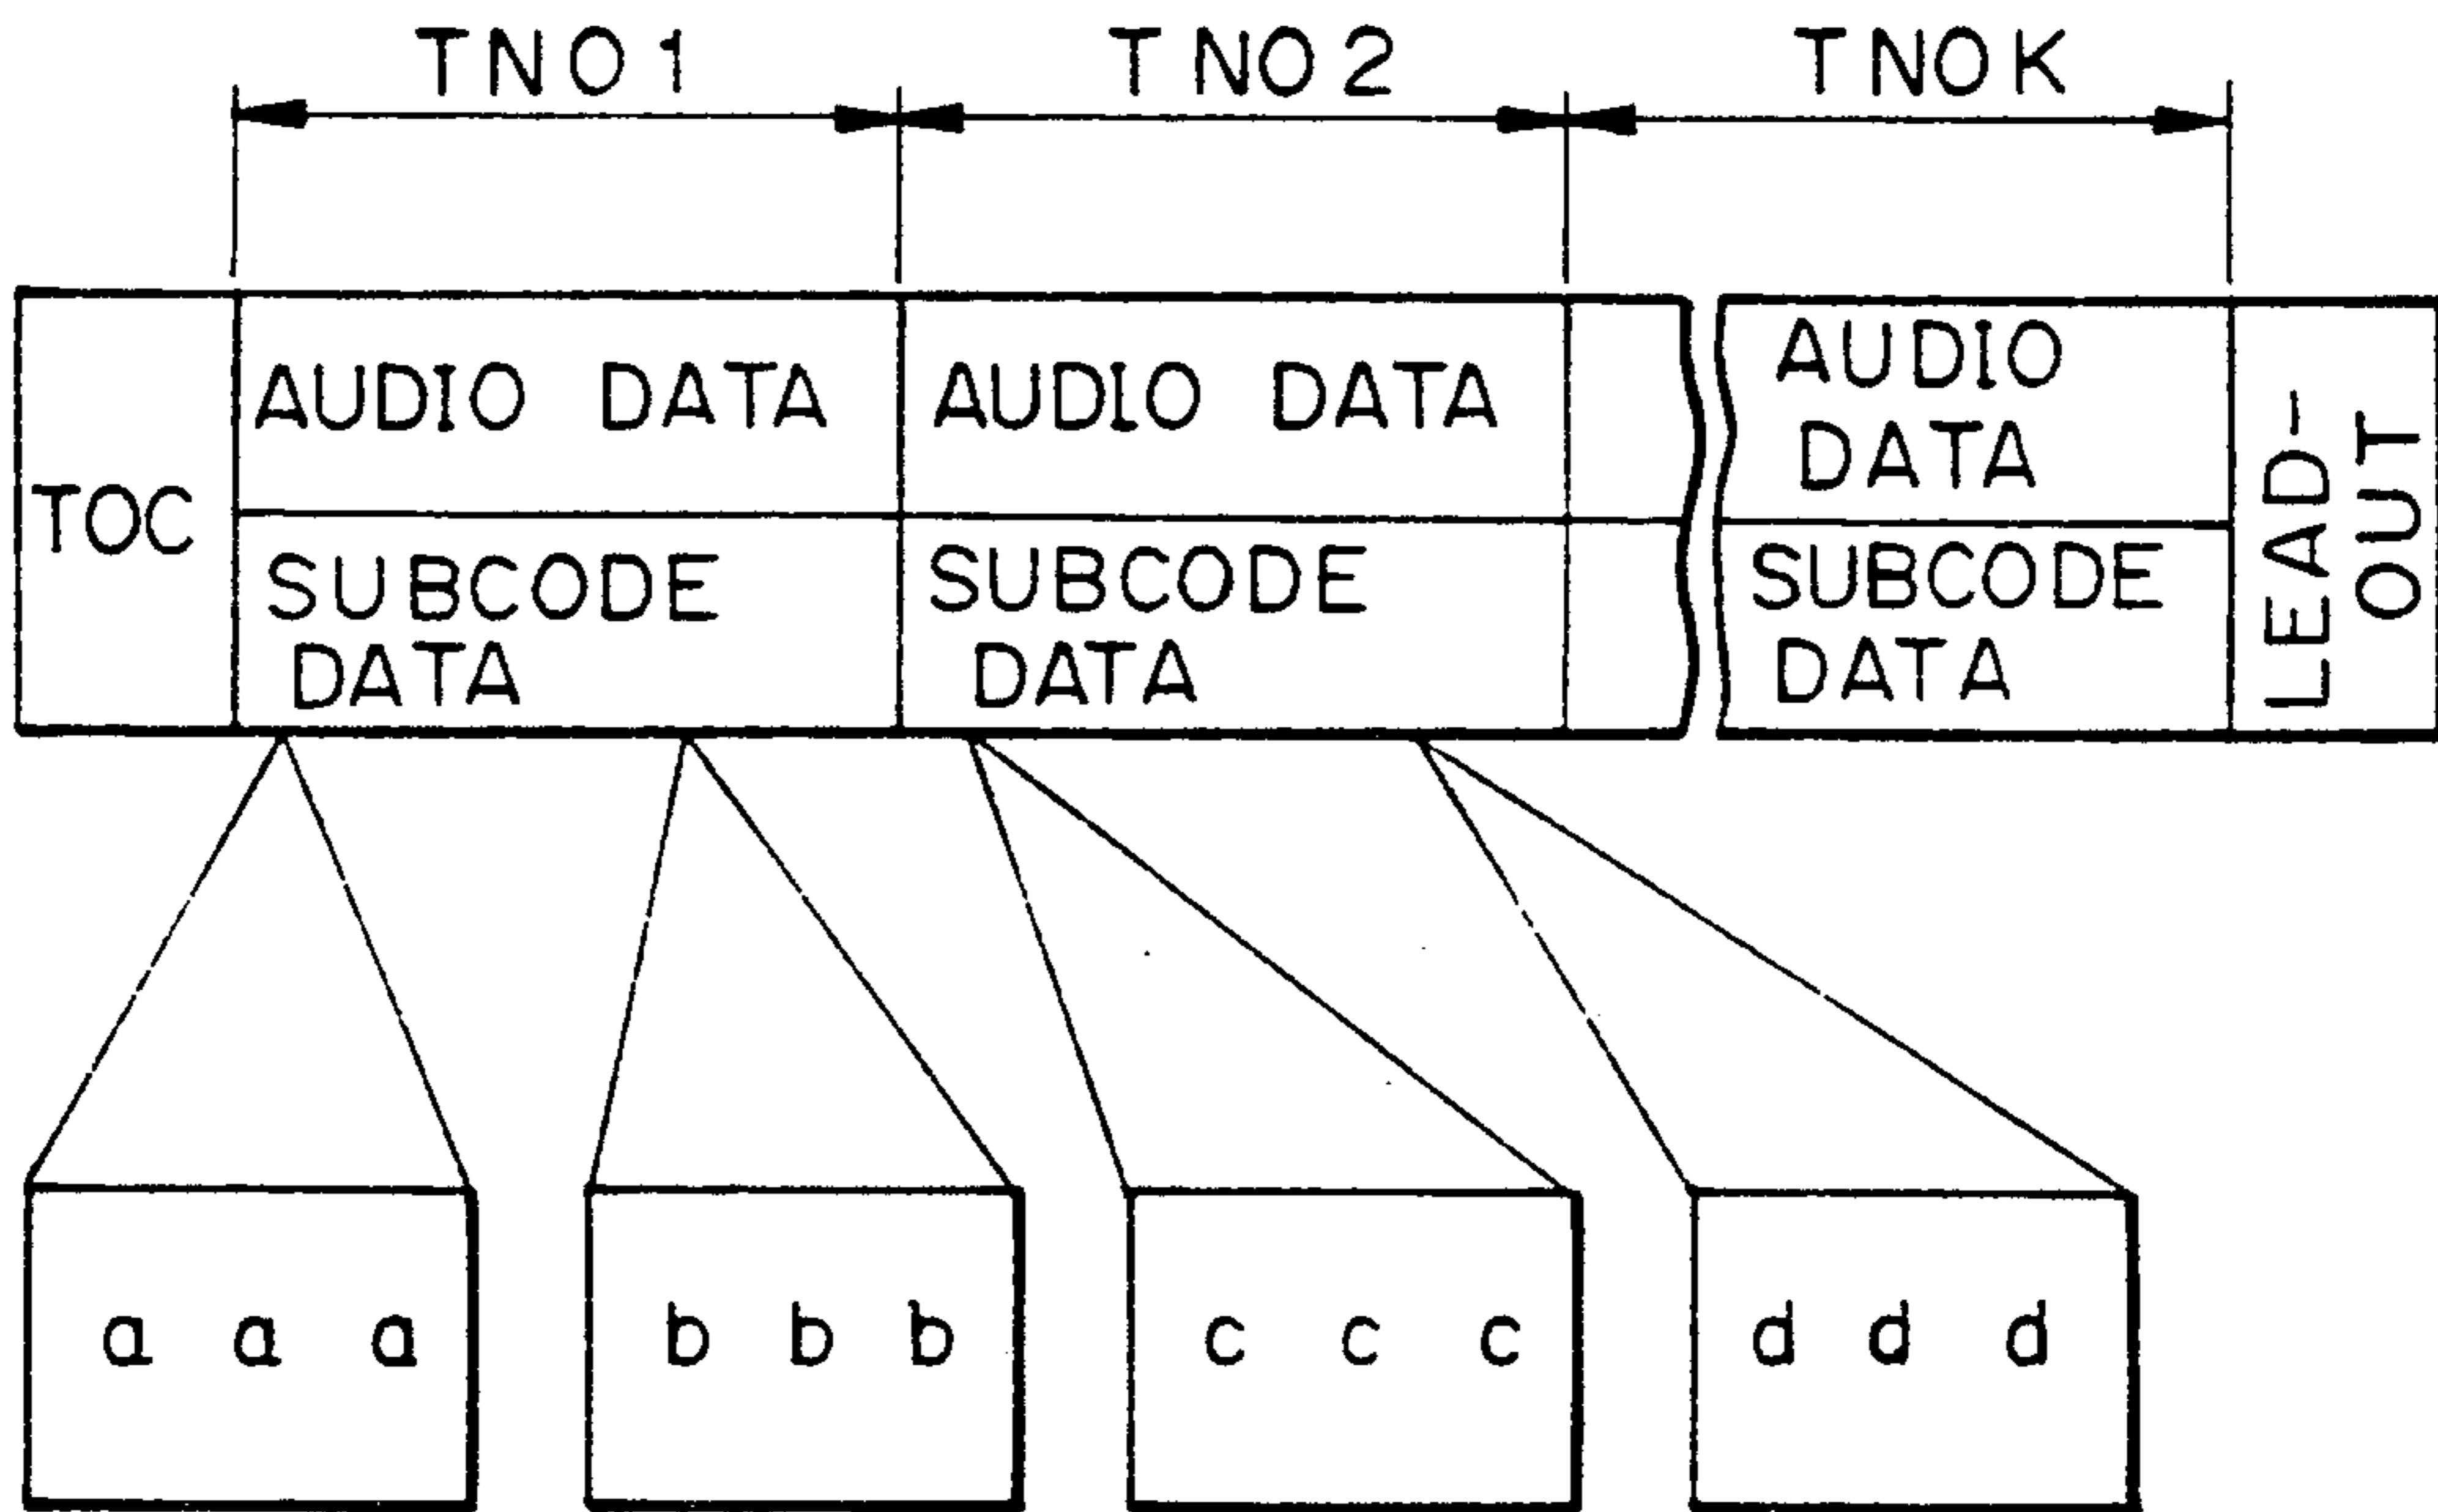 TNO1 TNO2 TNOK
TOC
AUDIO DATA
SUBCODE
DATA
AUDIO DATA
SUBCODE
DATA
AUDIO
DATA
SUBCODE
DATA
LEAD-
OUT
a a a
b b b
c c c
d d d